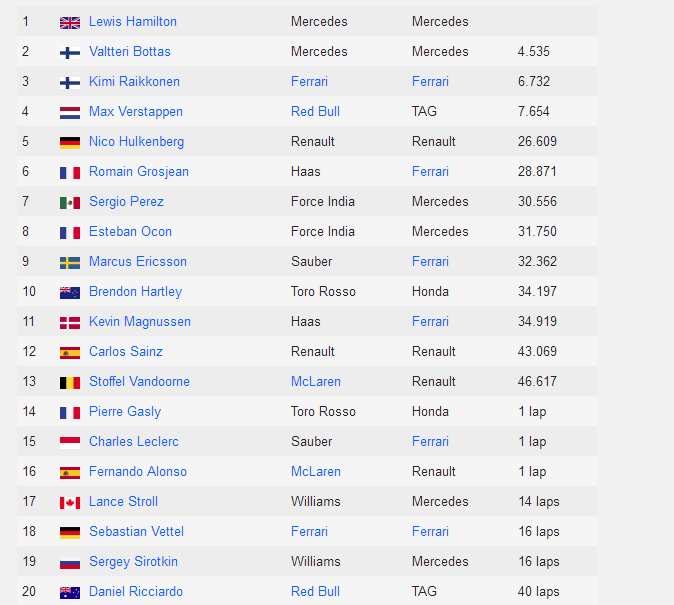 1 Lewis Hamilton Mercedes Mercedes
2 Valtteri Bottas Mercedes Mercedes 4.535
3 Kimi Raikkonen Ferrari Ferrari 6.732
4 Max Verstappen Red Bull TAG 7.654
5 Nico Hulkenberg Renault Renault 26.609
6 Romain Grosjean Haas Ferrari 28.871
7 Sergio Perez Force India Mercedes 30.556
8 Esteban Ocon Force India Mercedes 31.750
9 Marcus Ericsson Sauber Ferrari 32.362
10 Brendon Hartley Toro Rosso Honda 34.197
11 Kevin Magnussen Haas Ferrari 34.919
12 Carlos Sainz Renault Renault 43.069
13 Stoffel Vandoorne McLaren Renault 46.617
14 Pierre Gasly Toro Rosso Honda 1 lap
15 Charles Leclerc Sauber Ferrari 1 lap
16 Fernando Alonso McLaren Renault 1 lap
17 Lance Stroll Williams Mercedes 14 laps
18 Sebastian Vettel Ferrari Ferrari 16 laps
19 Sergey Sirotkin Williams Mercedes 16 laps
20 Daniel Ricciardo Red Bull TAG 40 laps